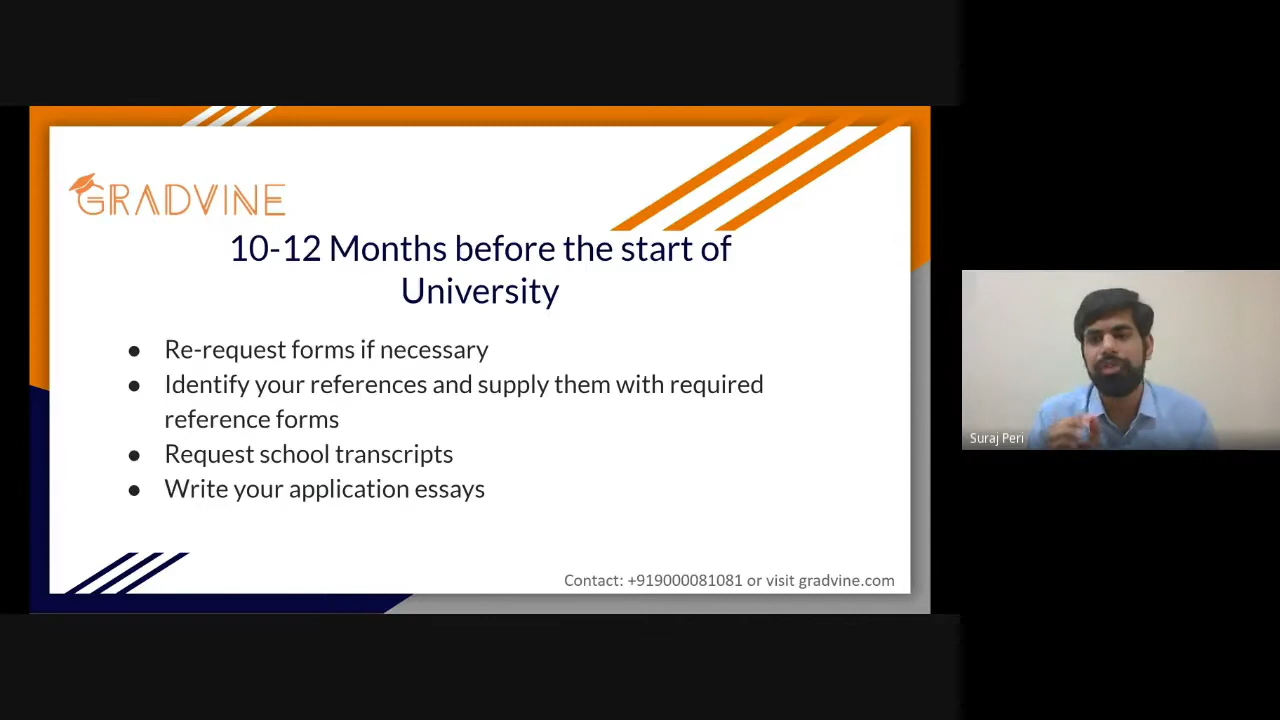 GRADVINE
10-12 Months before the start of
University
● Re-request forms if necessary
● Identify your references and supply them with required
reference forms
● Request school transcripts
● Write your application essays
Contact: +919000081081 or visit gradvine.com
Suraj Peri